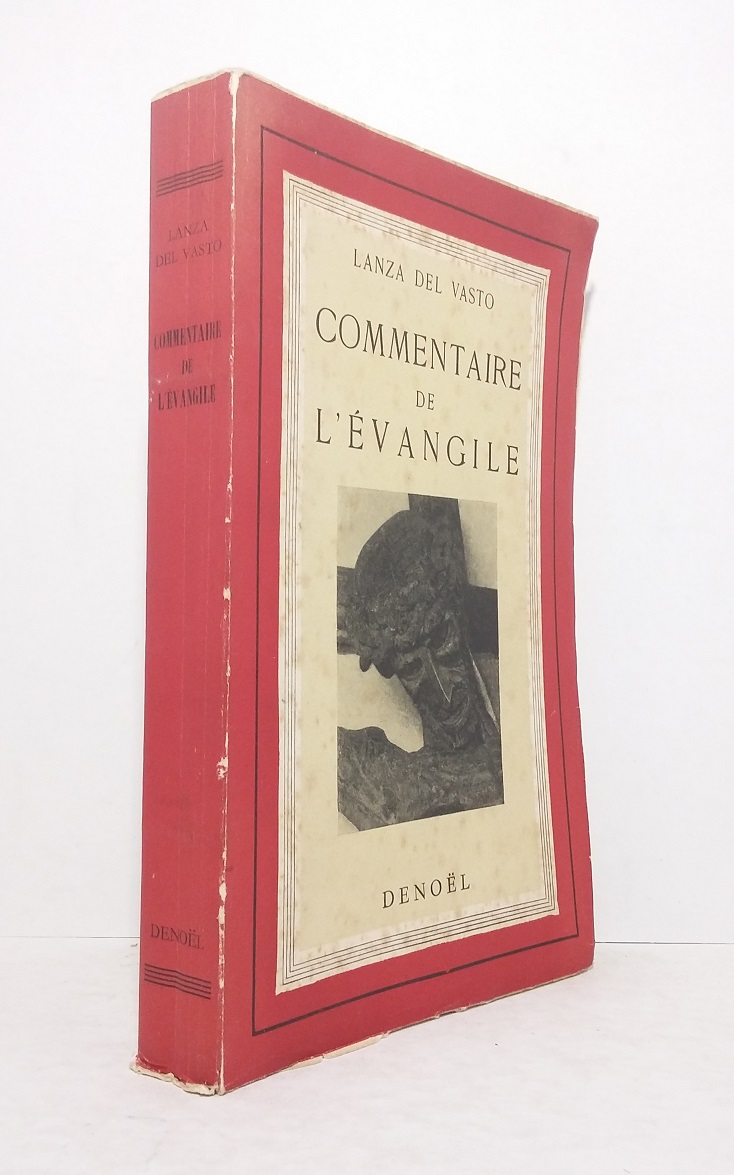 LANZA
DEL VASTO
COMMENTAIRE
DE
L'ÉVANGILE
DENOËL
LANZA DEL VASTO
COMMENTAIRE
DE
L'ÉVANGILE
DENOËL